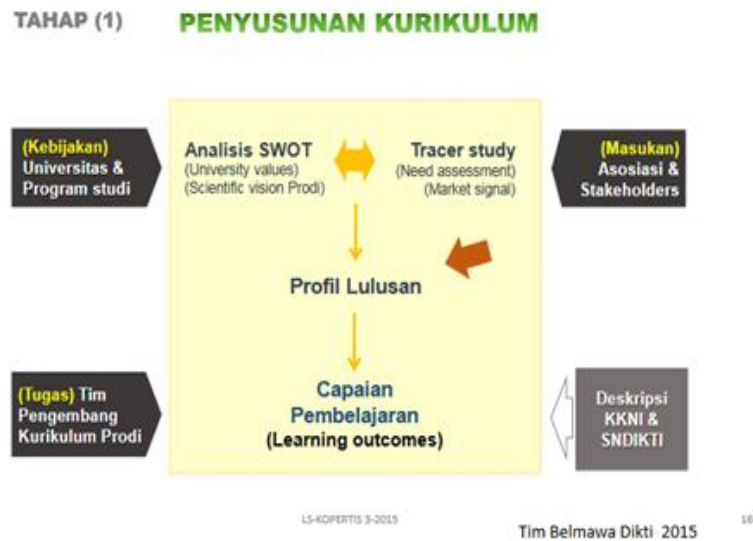 TAHAP (1)
PENYUSUNAN KURIKULUM
(Kebijakan)
Universitas &
Program studi
Analisis SWOT
(University values)
(Scientific vision Prodi)
Tracer study
(Need assessment)
(Market signal)
(Masukan)
Asosiasi &
Stakeholders
Profil Lulusan
(Tugas) Tim
Pengembang
Kurikulum Prodi
Capaian
Pembelajaran
(Learning outcomes)
Deskripsi
KKNI &
SNDIKTI
LS-KOPERTIS 3-2015
16
Tim Belmawa Dikti 2015